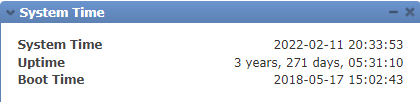 System Time
System Time 2022-02-11 20:33:53
Uptime 3 years, 271 days, 05:31:10
Boot Time 2018-05-17 15:02:43